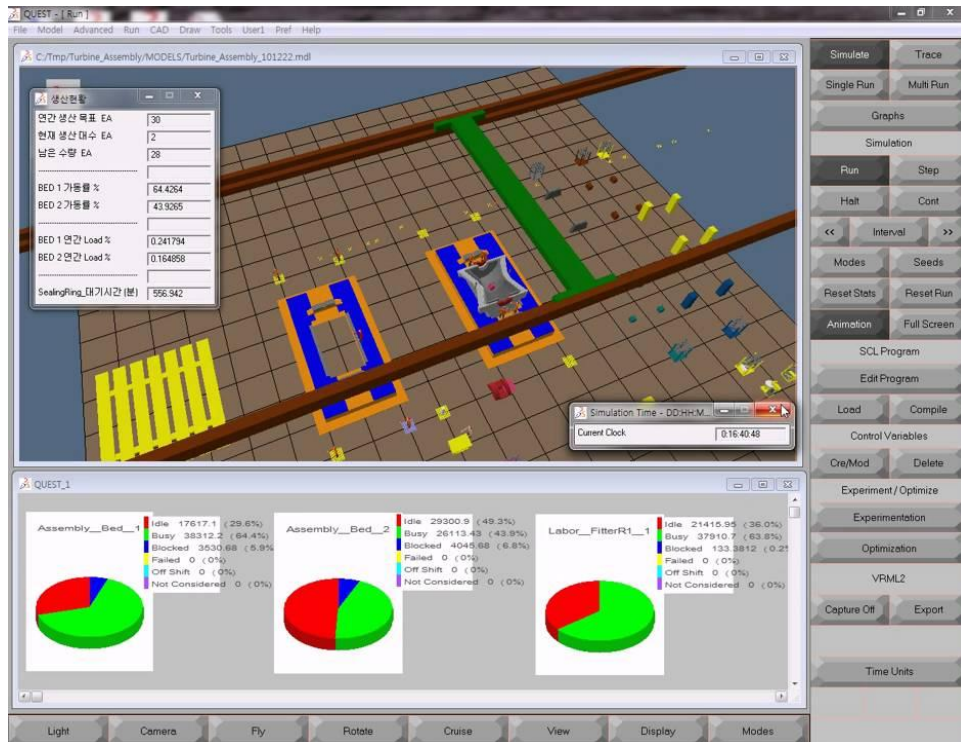 QUEST - [ Run ]
File Model Advanced Run CAD Draw Tools User1 Pref Help
C:/Tmp/Turbine_Assembly/MODELS/Turbine_Assembly_101222.mdl
생산현황
연간 생산 목표 EA 30
현재 생산 대수 EA 2
남은 수량 EA 28
BED 1 가동률 % 64.4264
BED 2 가동률 % 43.9265
BED 1 연간 Load % 0.241794
BED 2 연간 Load % 0.164858
SealingRing_대기시간 (분) 556.942
Simulation Time - DD:HH:M...
Current Clock 0:16:40:48
QUEST_1
Assembly__Bed__1
Idle 17617.1 (29.6%)
Busy 38312.2 (64.4%)
Blocked 3530.68 (5.9%
Failed 0 (0%)
Off Shift 0 (0%)
Not Considered 0 (0%)
Assembly__Bed__2
Idle 29300.9 (49.3%)
Busy 26113.43 (43.9%)
Blocked 4045.68 (6.8%
Failed 0 (0%)
Off Shift 0 (0%)
Not Considered 0 (0%)
Labor__FitterR1__1
Idle 21415.95 (36.0%)
Busy 37910.7 (63.8%)
Blocked 133.3812 (0.2%
Failed 0 (0%)
Off Shift 0 (0%)
Not Considered 0 (0%)
Simulate Trace
Single Run Multi Run
Graphs
Simulation
Run Step
Halt Cont
<< Interval >>
Modes Seeds
Reset Stats Reset Run
Animation Full Screen
SCL Program
Edit Program
Load Compile
Control Variables
Cre/Mod Delete
Experiment / Optimize
Experimentation
Optimization
VRML2
Capture Off Export
Time Units
Light Camera Fly Rotate Cruise View Display Modes